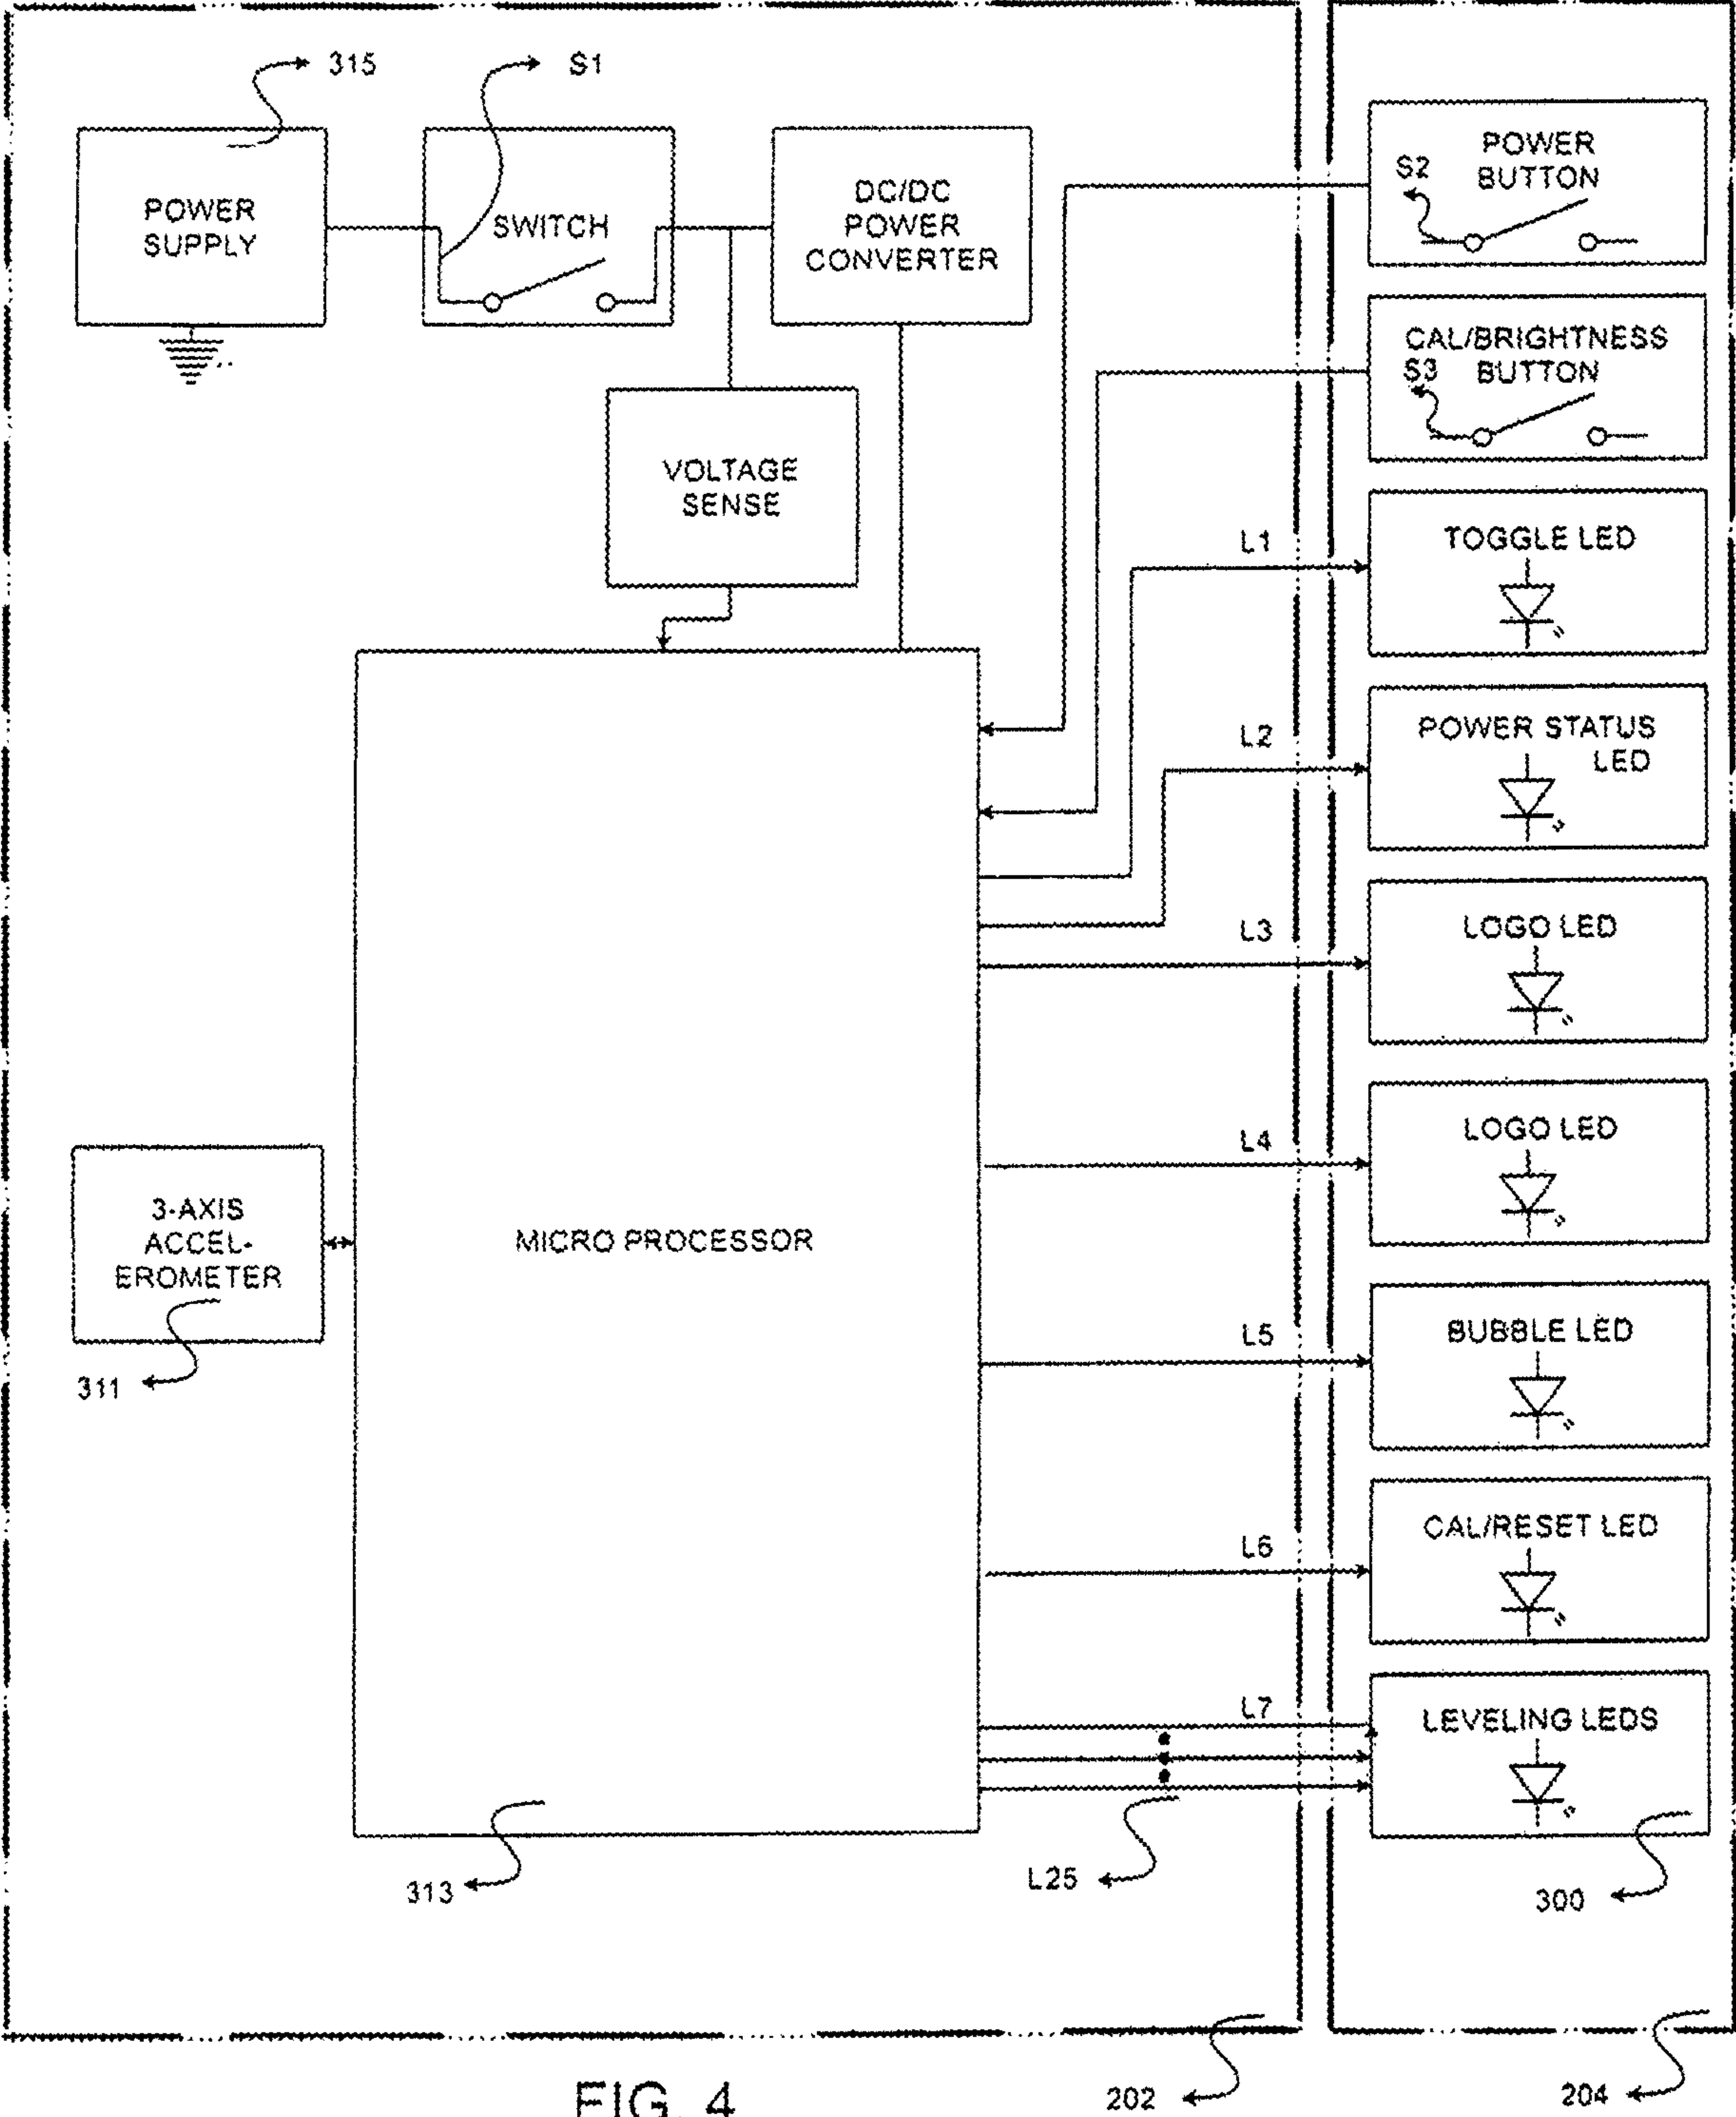 315
S1
POWER
SUPPLY
SWITCH
DC/DC
POWER
CONVERTER
VOLTAGE
SENSE
MICRO PROCESSOR
3-AXIS
ACCEL-
EROMETER
311
313
L1
L2
L3
L4
L5
L6
L7
L25
POWER
BUTTON
S2
CAL/BRIGHTNESS
BUTTON
S3
TOGGLE LED
POWER STATUS
LED
LOGO LED
LOGO LED
BUBBLE LED
CAL/RESET LED
LEVELING LEDS
300
202
204
FIG. 4